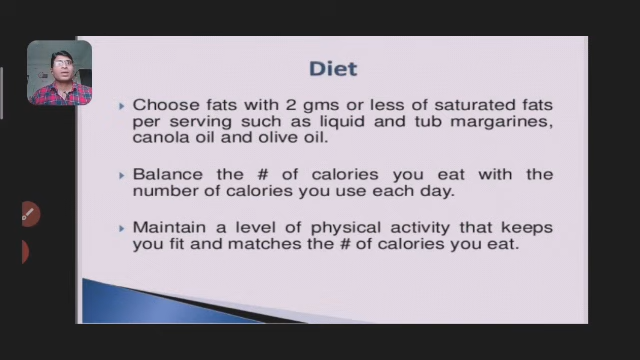 Diet
Choose fats with 2 gms or less of saturated fats
per serving such as liquid and tub margarines,
canola oil and olive oil.
Balance the # of calories you eat with the
number of calories you use each day.
Maintain a level of physical activity that keeps
you fit and matches the # of calories you eat.